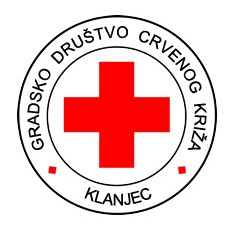 GRADSKO DRUŠTVO CRVENOG KRIŽA
KLANJEC